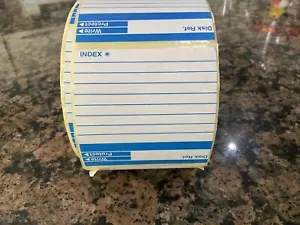 Disk Ref.
Write
Protect
INDEX
Disk Ref.
Write
Protect